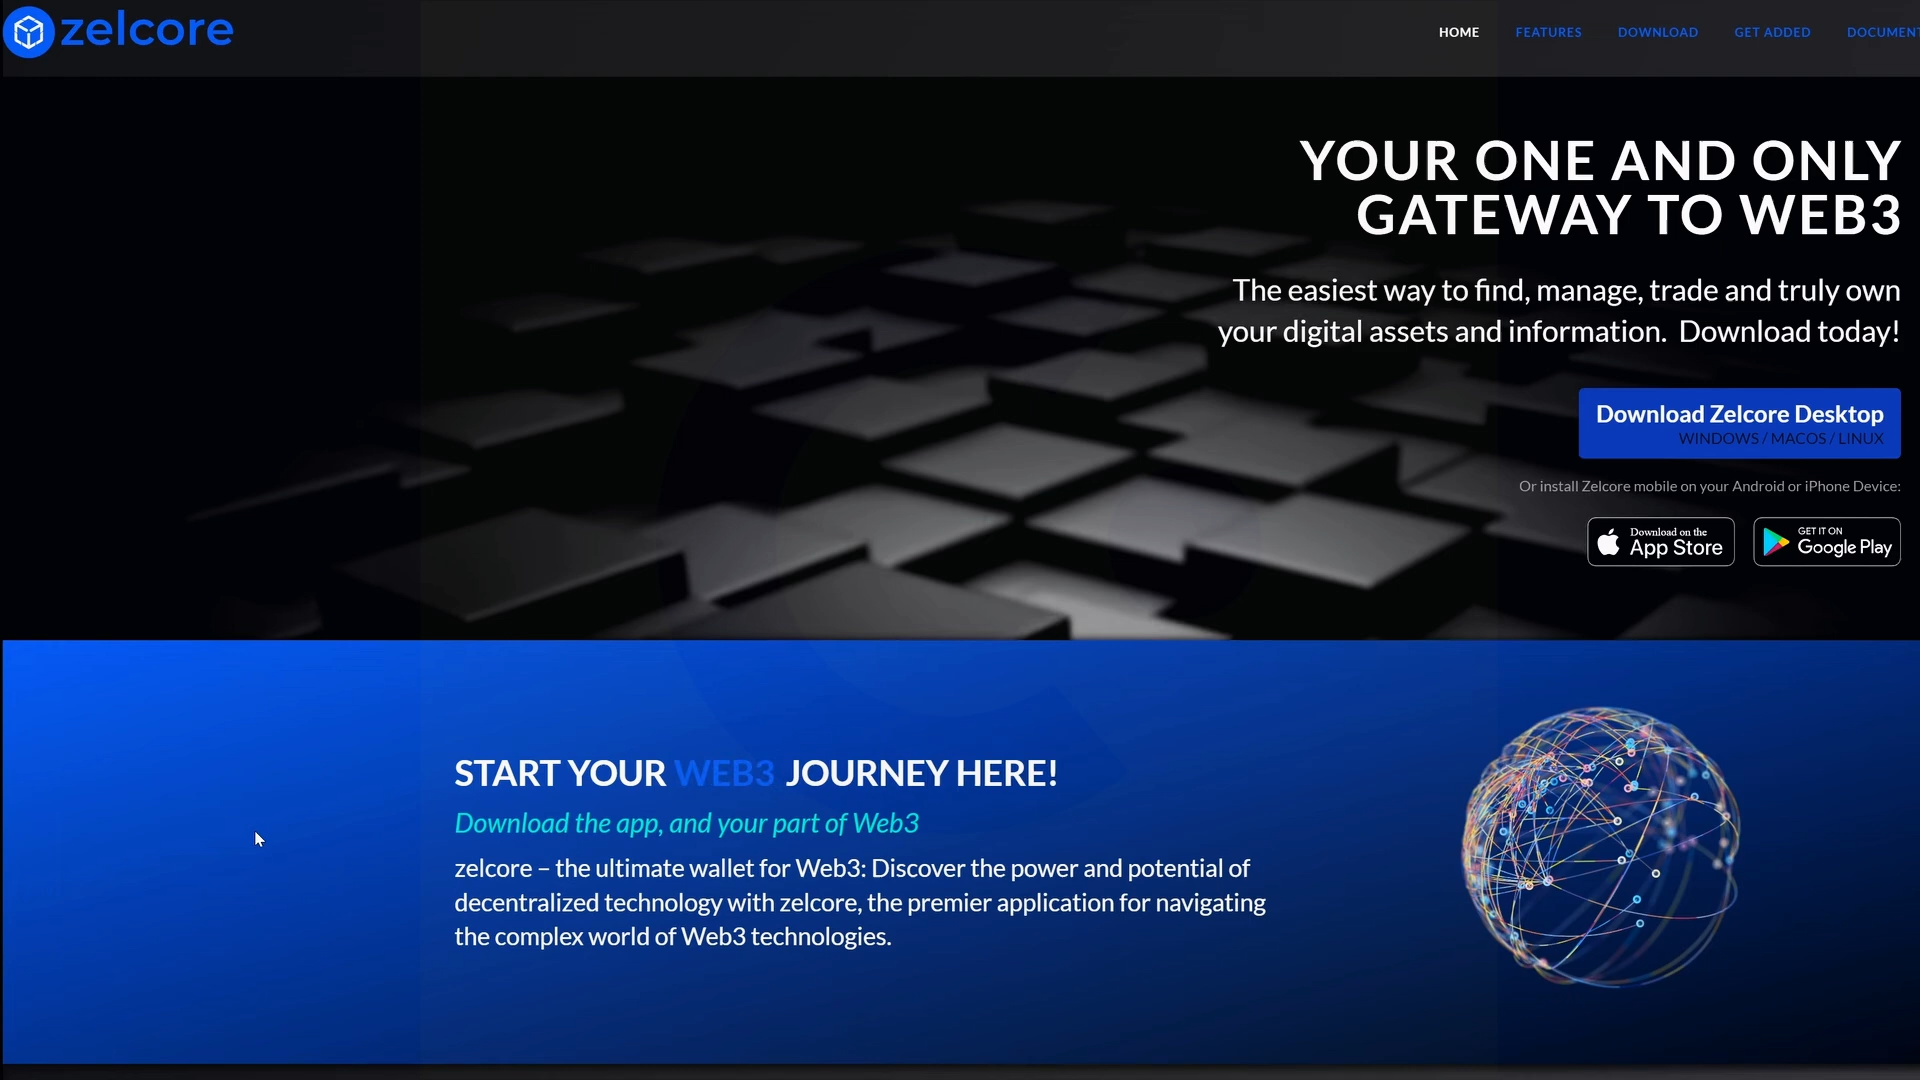 zelcore
HOME FEATURES DOWNLOAD GET ADDED DOCUMENT
YOUR ONE AND ONLY
GATEWAY TO WEB3
The easiest way to find, manage, trade and truly own
your digital assets and information. Download today!
Download Zelcore Desktop
WINDOWS / MACOS / LINUX
Or install Zelcore mobile on your Android or iPhone Device:
Download on the
App Store
GET IT ON
Google Play
START YOUR WEB3 JOURNEY HERE!
Download the app, and your part of Web3
zelcore – the ultimate wallet for Web3: Discover the power and potential of
decentralized technology with zelcore, the premier application for navigating
the complex world of Web3 technologies.